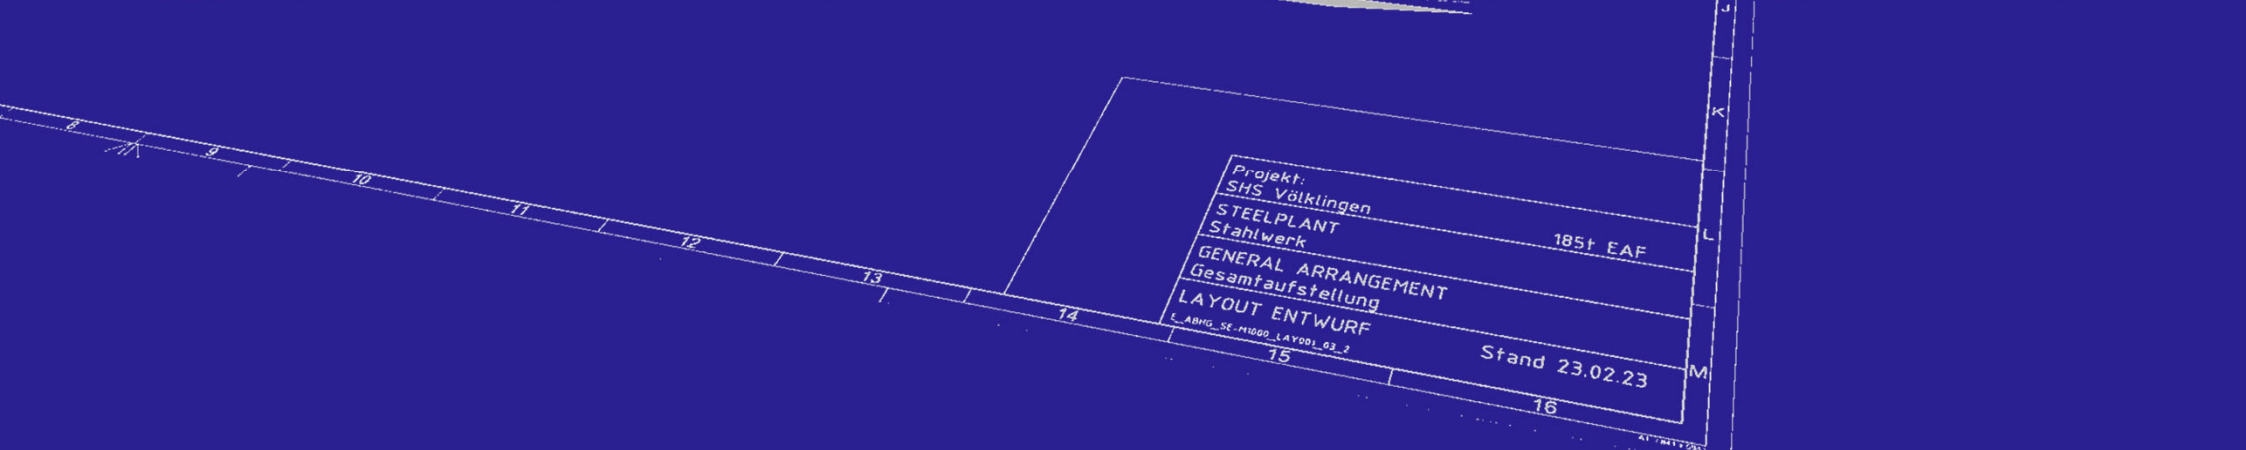 J
K
L
M
8
9
10
11
12
13
14
15
16
Projekt:
SHS Völklingen
STEELPLANT 185t EAF
Stahlwerk
GENERAL ARRANGEMENT
Gesamtaufstellung
LAYOUT ENTWURF
Stand 23.02.23